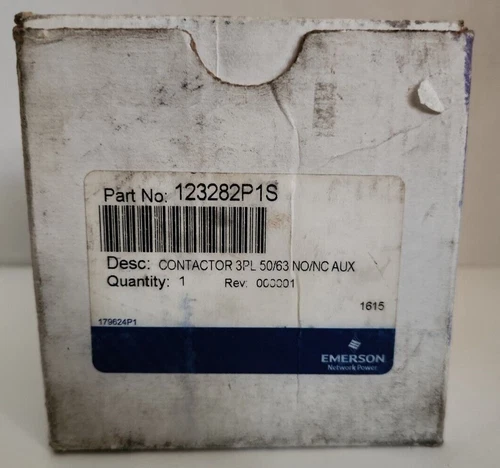 Part No: 123282P1S
Desc: CONTACTOR 3PL 50/63 NO/NC AUX
Quantity: 1 Rev: 000001
1615
179624P1
EMERSON
Network Power